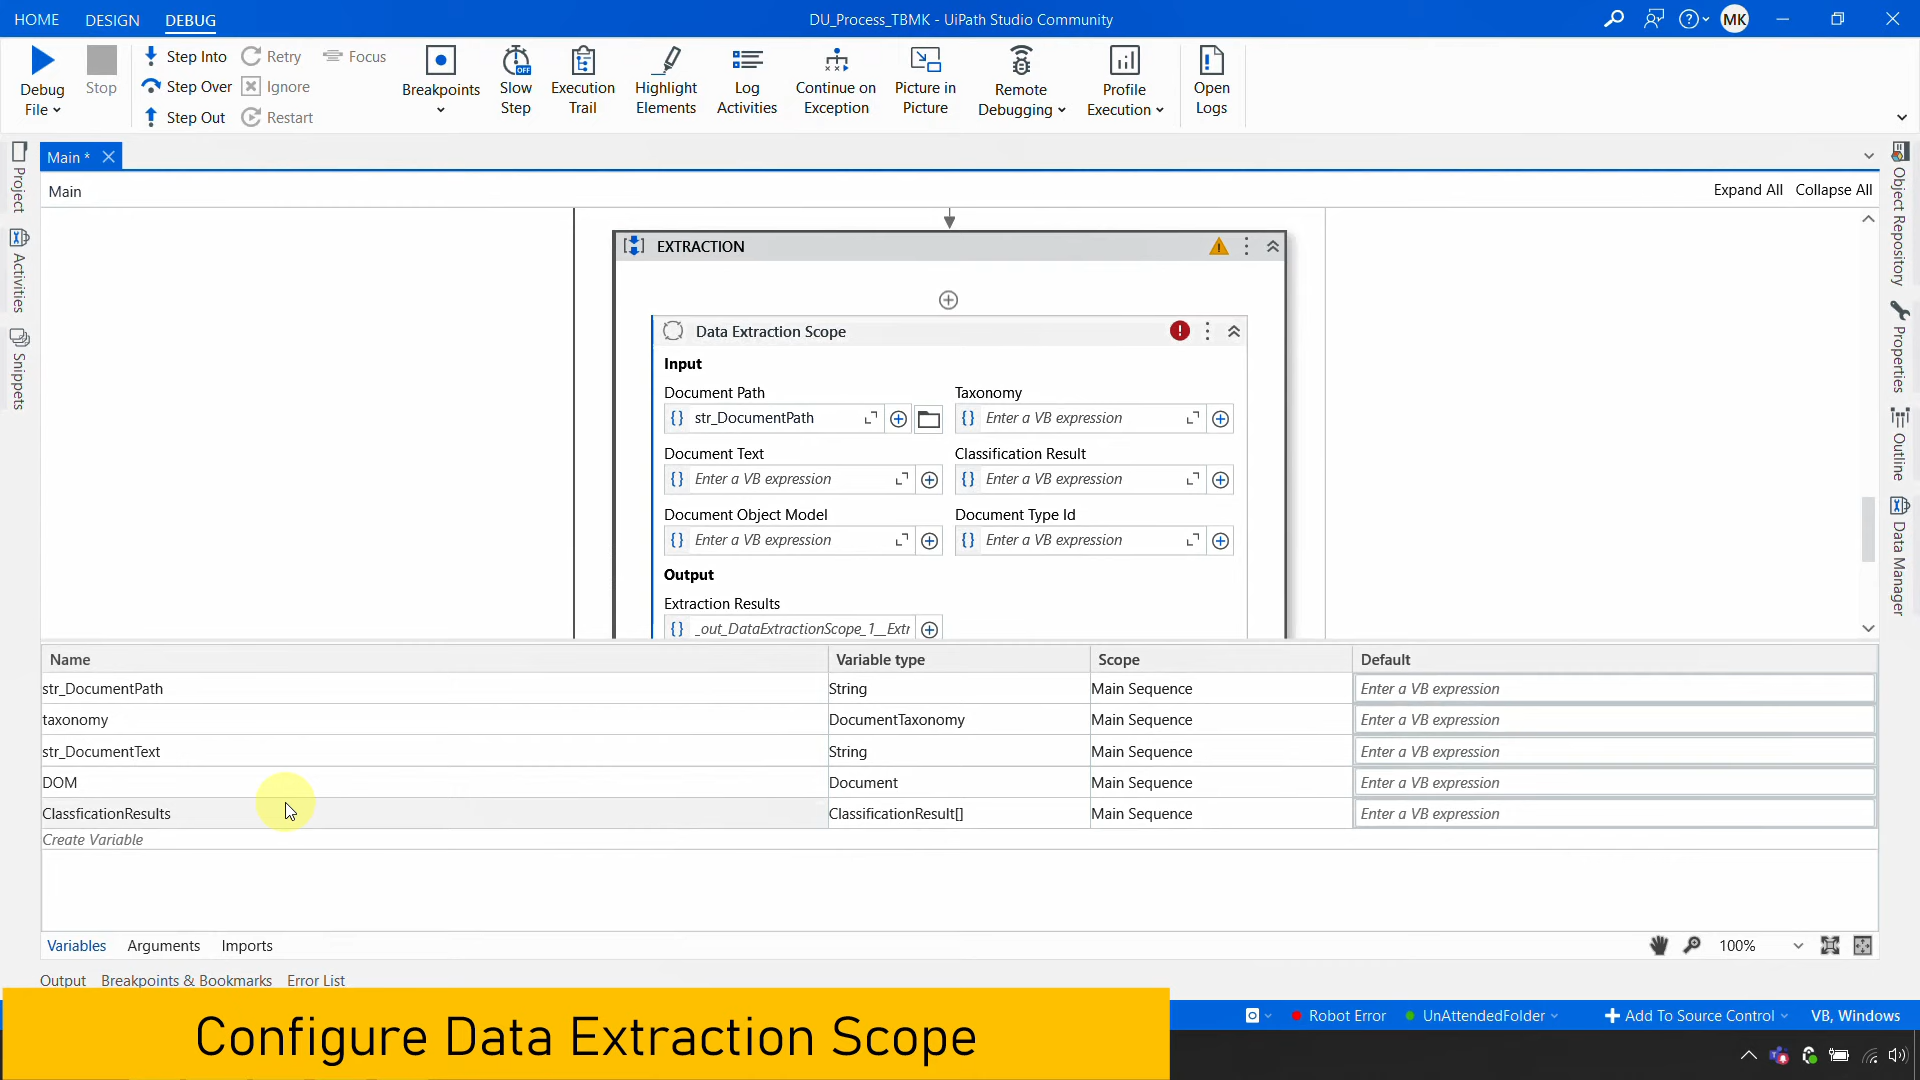 HOME DESIGN DEBUG
DU_Process_TBMK - UiPath Studio Community
MK
Debug File
Stop
Step Into
Step Over
Step Out
Retry
Ignore
Restart
Focus
Breakpoints
OFF
Slow Step
Execution Trail
Highlight Elements
Log Activities
Continue on Exception
Picture in Picture
Remote Debugging
Profile Execution
Open Logs
Main *
Main
Expand All Collapse All
Project
Activities
Snippets
Object Repository
Properties
Outline
Data Manager
EXTRACTION
Data Extraction Scope
Input
Document Path Taxonomy
str_DocumentPath Enter a VB expression
Document Text Classification Result
Enter a VB expression Enter a VB expression
Document Object Model Document Type Id
Enter a VB expression Enter a VB expression
Output
Extraction Results
_out_DataExtractionScope_1__Extr
Name Variable type Scope Default
str_DocumentPath String Main Sequence Enter a VB expression
taxonomy DocumentTaxonomy Main Sequence Enter a VB expression
str_DocumentText String Main Sequence Enter a VB expression
DOM Document Main Sequence Enter a VB expression
ClassficationResults ClassificationResult[] Main Sequence Enter a VB expression
Create Variable
Variables Arguments Imports
100%
Output Breakpoints & Bookmarks Error List
Configure Data Extraction Scope
Robot Error UnAttendedFolder Add To Source Control VB, Windows